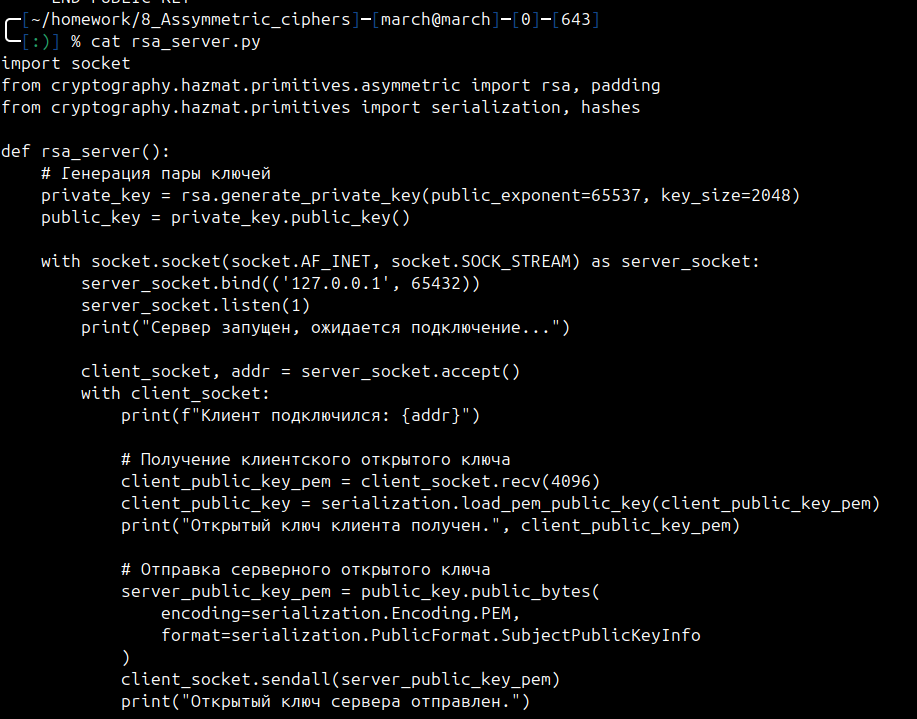 END PUBLIC KEY
[~/homework/8_Assymmetric_ciphers]-[march@march]-[0]-[643]
[:)] % cat rsa_server.py
import socket
from cryptography.hazmat.primitives.asymmetric import rsa, padding
from cryptography.hazmat.primitives import serialization, hashes

def rsa_server():
    # Генерация пары ключей
    private_key = rsa.generate_private_key(public_exponent=65537, key_size=2048)
    public_key = private_key.public_key()

    with socket.socket(socket.AF_INET, socket.SOCK_STREAM) as server_socket:
        server_socket.bind(('127.0.0.1', 65432))
        server_socket.listen(1)
        print("Сервер запущен, ожидается подключение...")

        client_socket, addr = server_socket.accept()
        with client_socket:
            print(f"Клиент подключился: {addr}")

            # Получение клиентского открытого ключа
            client_public_key_pem = client_socket.recv(4096)
            client_public_key = serialization.load_pem_public_key(client_public_key_pem)
            print("Открытый ключ клиента получен.", client_public_key_pem)

            # Отправка серверного открытого ключа
            server_public_key_pem = public_key.public_bytes(
                encoding=serialization.Encoding.PEM,
                format=serialization.PublicFormat.SubjectPublicKeyInfo
            )
            client_socket.sendall(server_public_key_pem)
            print("Открытый ключ сервера отправлен.")